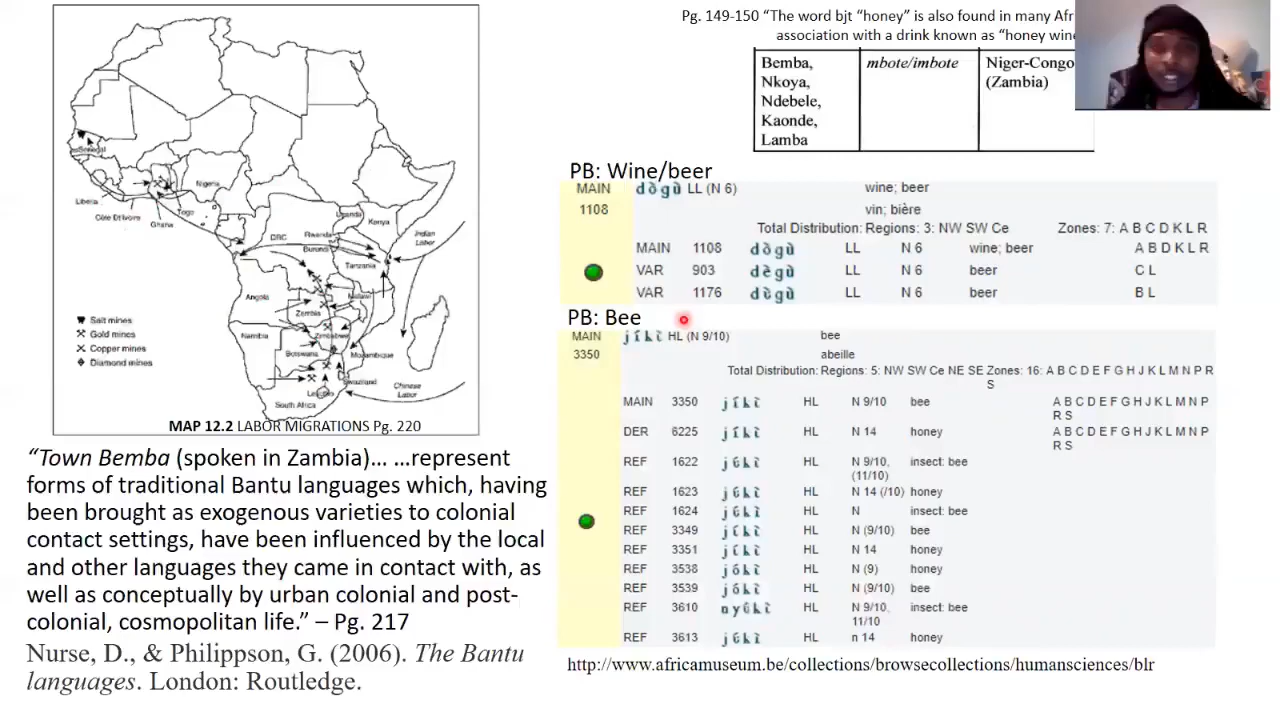 Senegal
Liberia
Côte D'Ivoire
Ghana
Togo
Nigeria
DRC
Uganda
Kenya
Rwanda
Burundi
Tanzania
Indian
Labor
Angola
Zambia
Malawi
Namibia
Zimbabwe
Botswana
Mozambique
Swaziland
Lesotho
South Africa
Chinese
Labor
Salt mines
Gold mines
Copper mines
Diamond mines
MAP 12.2 LABOR MIGRATIONS Pg. 220
“Town Bemba (spoken in Zambia)… …represent
forms of traditional Bantu languages which, having
been brought as exogenous varieties to colonial
contact settings, have been influenced by the local
and other languages they came in contact with, as
well as conceptually by urban colonial and post-
colonial, cosmopolitan life.” – Pg. 217
Nurse, D., & Philippson, G. (2006). The Bantu
languages. London: Routledge.
Pg. 149-150 “The word bjt “honey” is also found in many Afr
association with a drink known as “honey wine
Bemba, mbote/imbote Niger-Congo
Nkoya, (Zambia)
Ndebele,
Kaonde,
Lamba
PB: Wine/beer
MAIN dògù LL (N 6) wine; beer
1108 vin; bière
Total Distribution: Regions: 3: NW SW Ce Zones: 7: A B C D K L R
MAIN 1108 dògù LL N 6 wine; beer A B D K L R
VAR 903 dègù LL N 6 beer C L
VAR 1176 LL N 6 beer B L
PB: Bee
MAIN HL (N 9/10) bee
3350 abeille
Total Distribution: Regions: 5: NW SW Ce NE SE Zones: 16: A B C D E F G H J K L M N P R
S
MAIN 3350 HL N 9/10 bee A B C D E F G H J K L M N P
R S
DER 6225 HL N 14 honey A B C D E F G H J K L M N P
R S
REF 1622 HL N 9/10, insect: bee
(11/10)
REF 1623 HL N 14 (/10) honey
REF 1624 HL N insect: bee
REF 3349 HL N (9/10) bee
REF 3351 HL N 14 honey
REF 3538 HL N (9) honey
REF 3539 HL N (9/10) bee
REF 3610 HL N 9/10, insect: bee
11/10
REF 3613 HL n 14 honey
http://www.africamuseum.be/collections/browsecollections/humansciences/blr